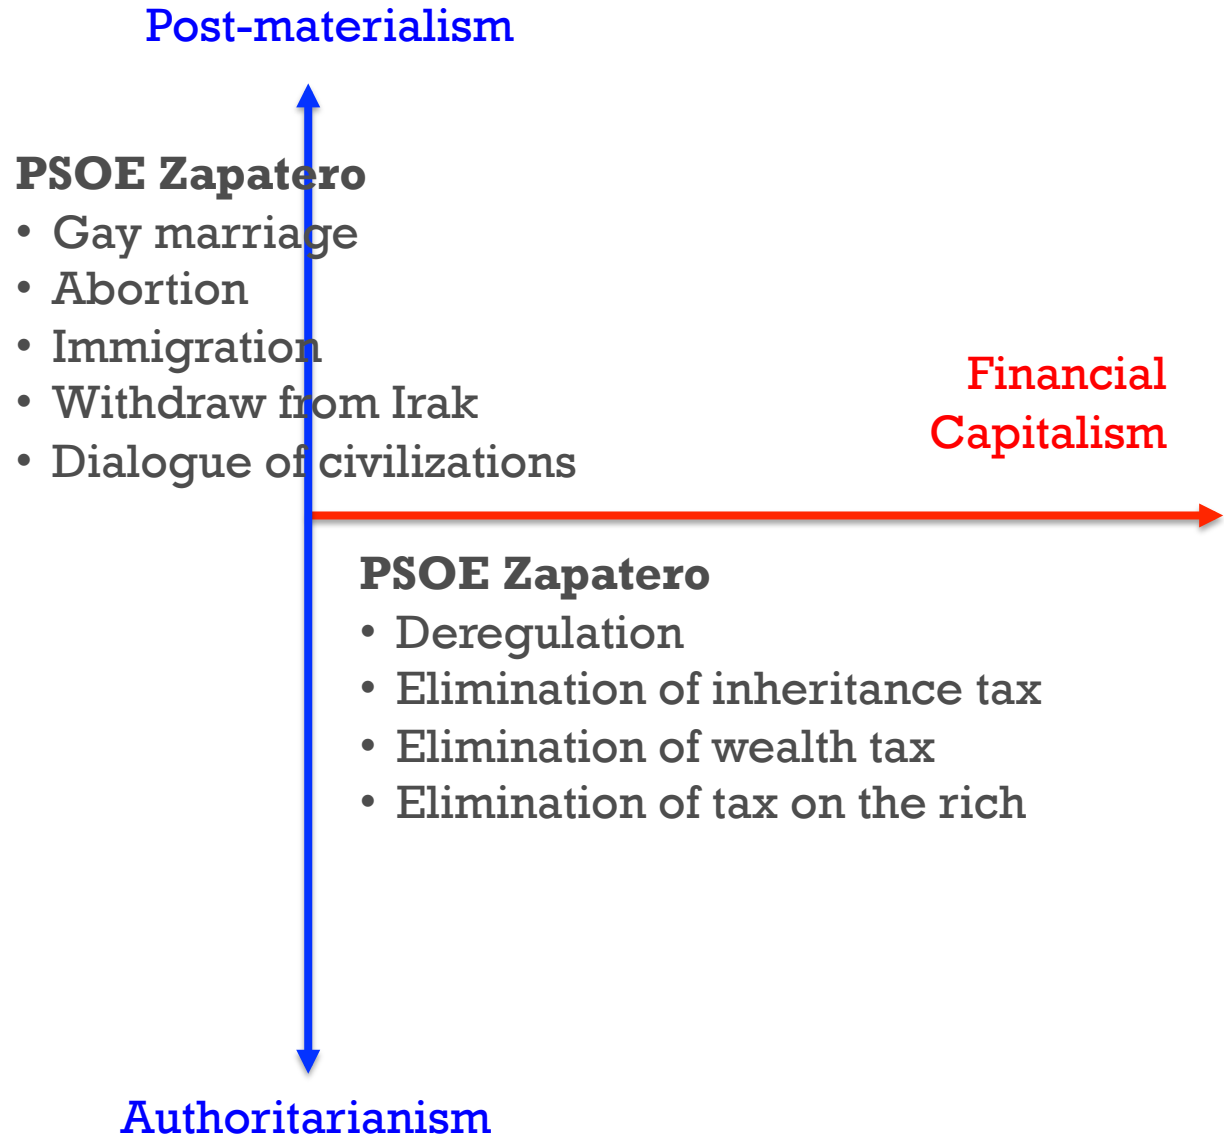 Post-materialism
PSOE Zapatero
• Gay marriage
• Abortion
• Immigration
• Withdraw from Irak
• Dialogue of civilizations
Financial
Capitalism
PSOE Zapatero
• Deregulation
• Elimination of inheritance tax
• Elimination of wealth tax
• Elimination of tax on the rich
Authoritarianism